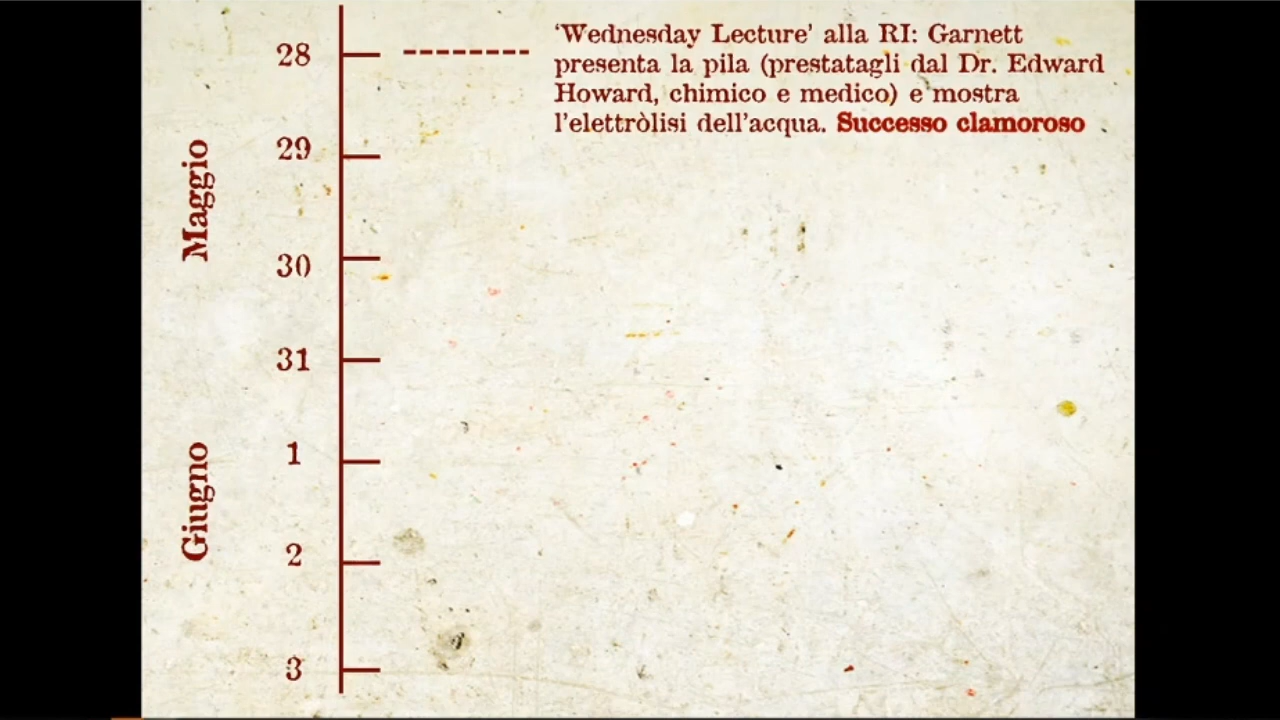 28
'Wednesday Lecture' alla RI: Garnett
presenta la pila (prestatagli dal Dr. Edward
Howard, chimico e medico) e mostra
l'elettròlisi dell'acqua. Successo clamoroso
Maggio
29
30
31
Giugno
1
2
3